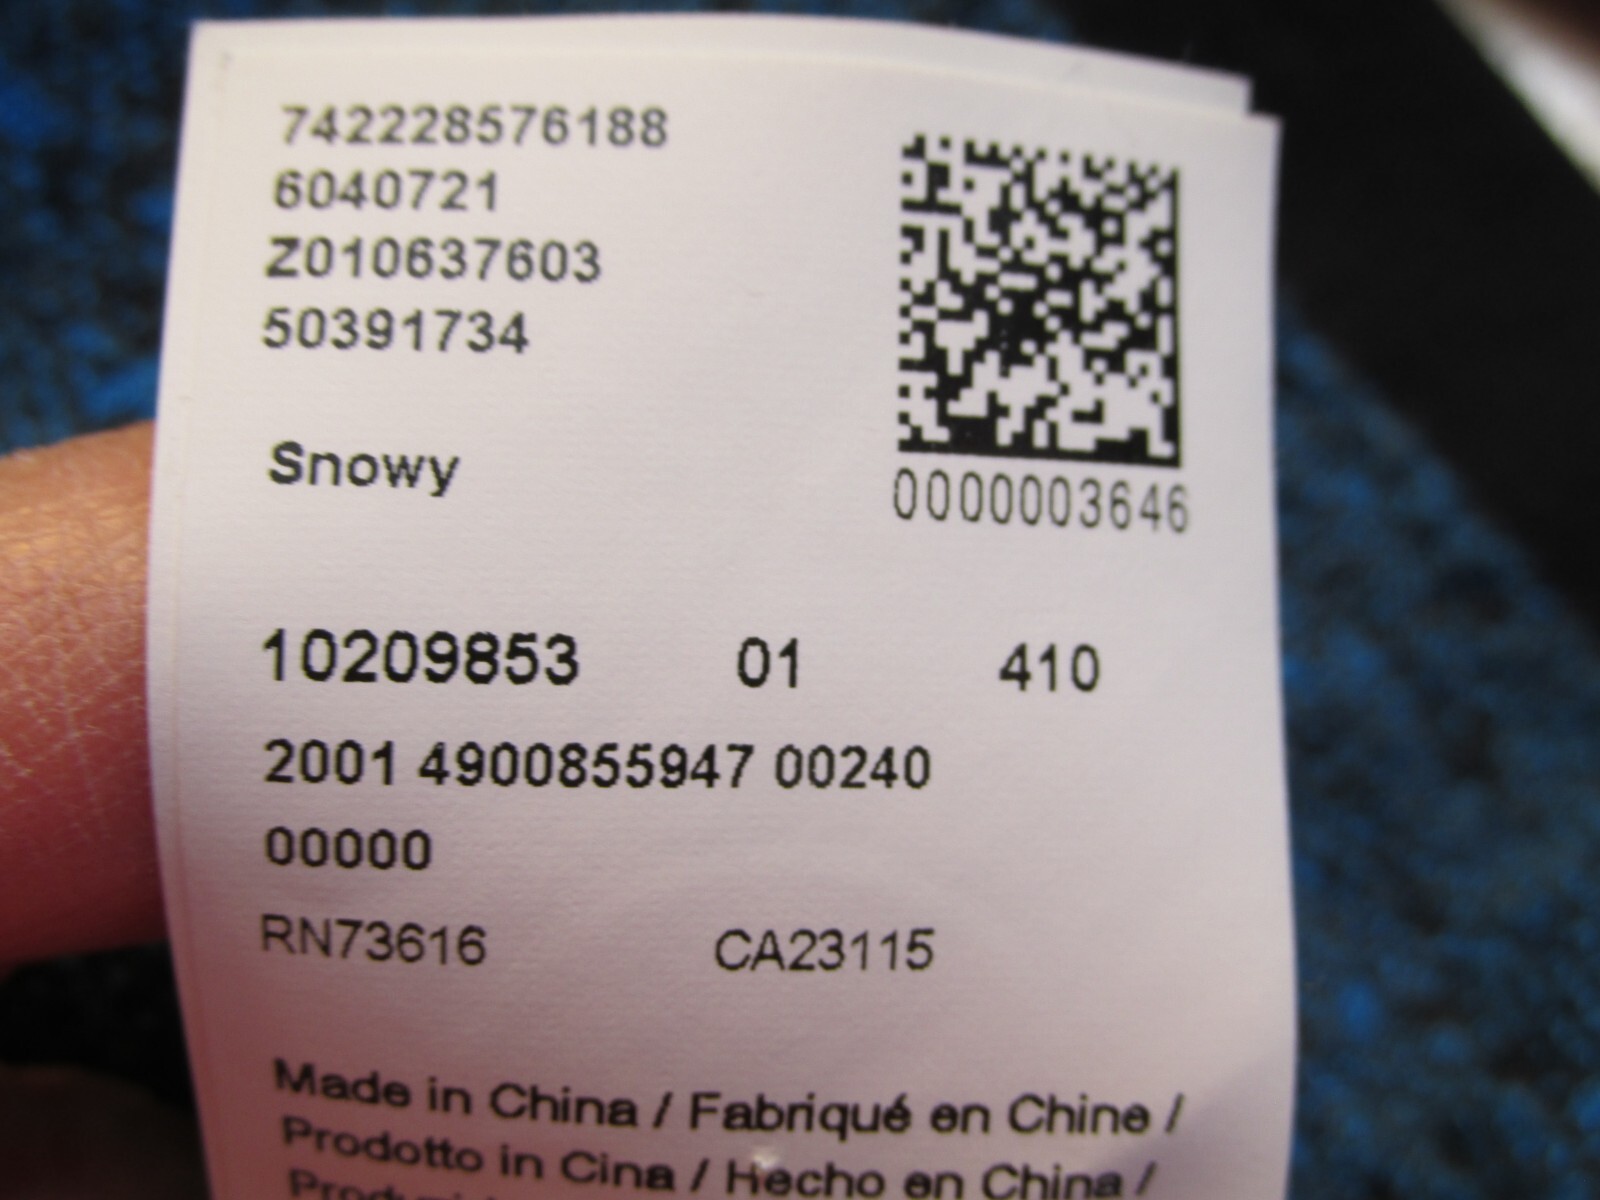 742228576188
6040721
Z010637603
50391734
Snowy
0000003646
10209853 01 410
2001 4900855947 00240
00000
RN73616 CA23115
Made in China / Fabriqué en Chine /
Prodotto in Cina / Hecho en China /